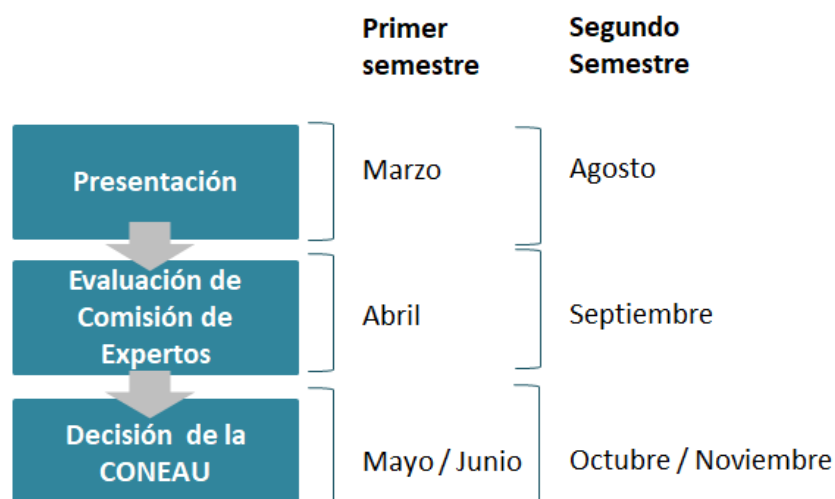 Primer
semestre
Segundo
Semestre
Presentación
Marzo
Agosto
Evaluación de
Comisión de
Expertos
Abril
Septiembre
Decisión de la
CONEAU
Mayo / Junio
Octubre / Noviembre